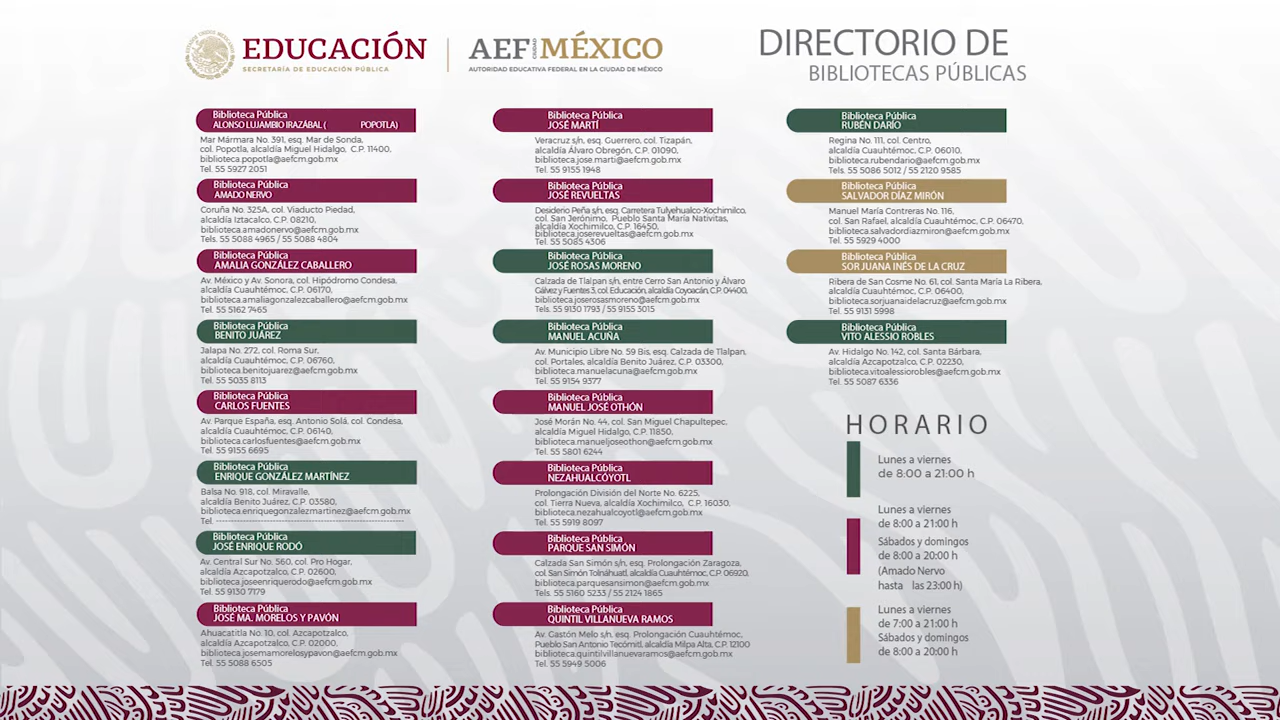 EDUCACIÓN
SECRETARÍA DE EDUCACIÓN PÚBLICA
AEF CIUDAD MÉXICO
AUTORIDAD EDUCATIVA FEDERAL EN LA CIUDAD DE MÉXICO
DIRECTORIO DE
BIBLIOTECAS PÚBLICAS
Biblioteca Pública
ALONSO LUJAMBIO IRAZÁBAL ( POPOTLA)
Mar Mármara No. 391, esq. Mar de Sonda,
col. Popotla, alcaldía Miguel Hidalgo, C.P. 11400,
biblioteca.popotla@aefcm.gob.mx
Tel. 55 5927 2051
Biblioteca Pública
AMADO NERVO
Coruña No. 325A, col. Viaducto Piedad,
alcaldía Iztacalco, C.P. 08210,
biblioteca.amadonervo@aefcm.gob.mx
Tels. 55 5088 4965 / 55 5088 4804
Biblioteca Pública
AMALIA GONZÁLEZ CABALLERO
Av. México y Av. Sonora, col. Hipódromo Condesa,
alcaldía Cuauhtémoc, C.P. 06170,
biblioteca.amaliagonzalezcaballero@aefcm.gob.mx
Tel. 55 5162 7465
Biblioteca Pública
BENITO JUÁREZ
Jalapa No. 272, col. Roma Sur,
alcaldía Cuauhtémoc, C.P. 06760,
biblioteca.benitojuarez@aefcm.gob.mx
Tel. 55 5035 8113
Biblioteca Pública
CARLOS FUENTES
Av. Parque España, esq. Antonio Solá, col. Condesa,
alcaldía Cuauhtémoc, C.P. 06140,
biblioteca.carlosfuentes@aefcm.gob.mx
Tel. 55 9155 6695
Biblioteca Pública
ENRIQUE GONZÁLEZ MARTÍNEZ
Balsa No. 918, col. Miravalle,
alcaldía Benito Juárez, C.P. 03580,
biblioteca.enriquegonzalezmartinez@aefcm.gob.mx
Tel. ------------------------------------------------------------
Biblioteca Pública
JOSÉ ENRIQUE RODÓ
Av. Central Sur No. 560, col. Pro Hogar,
alcaldía Azcapotzalco, C.P. 02600,
biblioteca.joseenriquerodo@aefcm.gob.mx
Tel. 55 9130 7179
Biblioteca Pública
JOSÉ MA. MORELOS Y PAVÓN
Ahuacatitla No. 10, col. Azcapotzalco,
alcaldía Azcapotzalco, C.P. 02000,
biblioteca.josemamorelosypavon@aefcm.gob.mx
Tel. 55 5088 6505
Biblioteca Pública
JOSÉ MARTÍ
Veracruz s/n, esq. Guerrero, col. Tizapán,
alcaldía Álvaro Obregón, C.P. 01090,
biblioteca.jose.marti@aefcm.gob.mx
Tel. 55 9155 1948
Biblioteca Pública
JOSÉ REVUELTAS
Desiderio Peña s/n, esq. Carretera Tulyehualco-Xochimilco,
col. San Jerónimo, Pueblo Santa María Nativitas,
alcaldía Xochimilco, C.P. 16450,
biblioteca.joserevueltas@aefcm.gob.mx
Tel. 55 5085 4306
Biblioteca Pública
JOSÉ ROSAS MORENO
Calzada de Tlalpan s/n, entre Cerro San Antonio y Álvaro
Gálvez y Fuentes 3, col. Educación, alcaldía Coyoacán, C.P. 04400,
biblioteca.joserosasmoreno@aefcm.gob.mx
Tels. 55 9130 1793 / 55 9155 3015
Biblioteca Pública
MANUEL ACUÑA
Av. Municipio Libre No. 59 Bis, esq. Calzada de Tlalpan,
col. Portales, alcaldía Benito Juárez, C.P. 03300,
biblioteca.manuelacuna@aefcm.gob.mx
Tel. 55 9154 9377
Biblioteca Pública
MANUEL JOSÉ OTHÓN
José Morán No. 44, col. San Miguel Chapultepec,
alcaldía Miguel Hidalgo, C.P. 11850,
biblioteca.manueljoseothon@aefcm.gob.mx
Tel. 55 5801 6244
Biblioteca Pública
NEZAHUALCÓYOTL
Prolongación División del Norte No. 6225,
col. Tierra Nueva, alcaldía Xochimilco, C.P. 16030,
biblioteca.nezahualcoyotl@aefcm.gob.mx
Tel. 55 5919 8097
Biblioteca Pública
PARQUE SAN SIMÓN
Calzada San Simón s/n, esq. Prolongación Zaragoza,
col. San Simón Tolnáhuatl, alcaldía Cuauhtémoc, C.P. 06920,
biblioteca.parquesansimon@aefcm.gob.mx
Tels. 55 5160 5233 / 55 2124 1865
Biblioteca Pública
QUINTIL VILLANUEVA RAMOS
Av. Gastón Melo s/n, esq. Prolongación Cuauhtémoc,
Pueblo San Antonio Tecómitl, alcaldía Milpa Alta, C.P. 12100
biblioteca.quintilvillanuevaramos@aefcm.gob.mx
Tel. 55 5949 5006
Biblioteca Pública
RUBÉN DARÍO
Regina No. 111, col. Centro,
alcaldía Cuauhtémoc, C.P. 06010,
biblioteca.rubendario@aefcm.gob.mx
Tels. 55 5086 5012 / 55 2120 9585
Biblioteca Pública
SALVADOR DÍAZ MIRÓN
Manuel María Contreras No. 116,
col. San Rafael, alcaldía Cuauhtémoc, C.P. 06470,
biblioteca.salvadordiazmiron@aefcm.gob.mx
Tel. 55 5929 4000
Biblioteca Pública
SOR JUANA INÉS DE LA CRUZ
Ribera de San Cosme No. 61, col. Santa María La Ribera,
alcaldía Cuauhtémoc, C.P. 06400,
biblioteca.sorjuanaidelacruz@aefcm.gob.mx
Tel. 55 9131 5998
Biblioteca Pública
VITO ALESSIO ROBLES
Av. Hidalgo No. 142, col. Santa Bárbara,
alcaldía Azcapotzalco, C.P. 02230,
biblioteca.vitoalessiorobles@aefcm.gob.mx
Tel. 55 5087 6336
HORARIO
Lunes a viernes
de 8:00 a 21:00 h
Lunes a viernes
de 8:00 a 21:00 h
Sábados y domingos
de 8:00 a 20:00 h
(Amado Nervo
hasta las 23:00 h)
Lunes a viernes
de 7:00 a 21:00 h
Sábados y domingos
de 8:00 a 20:00 h